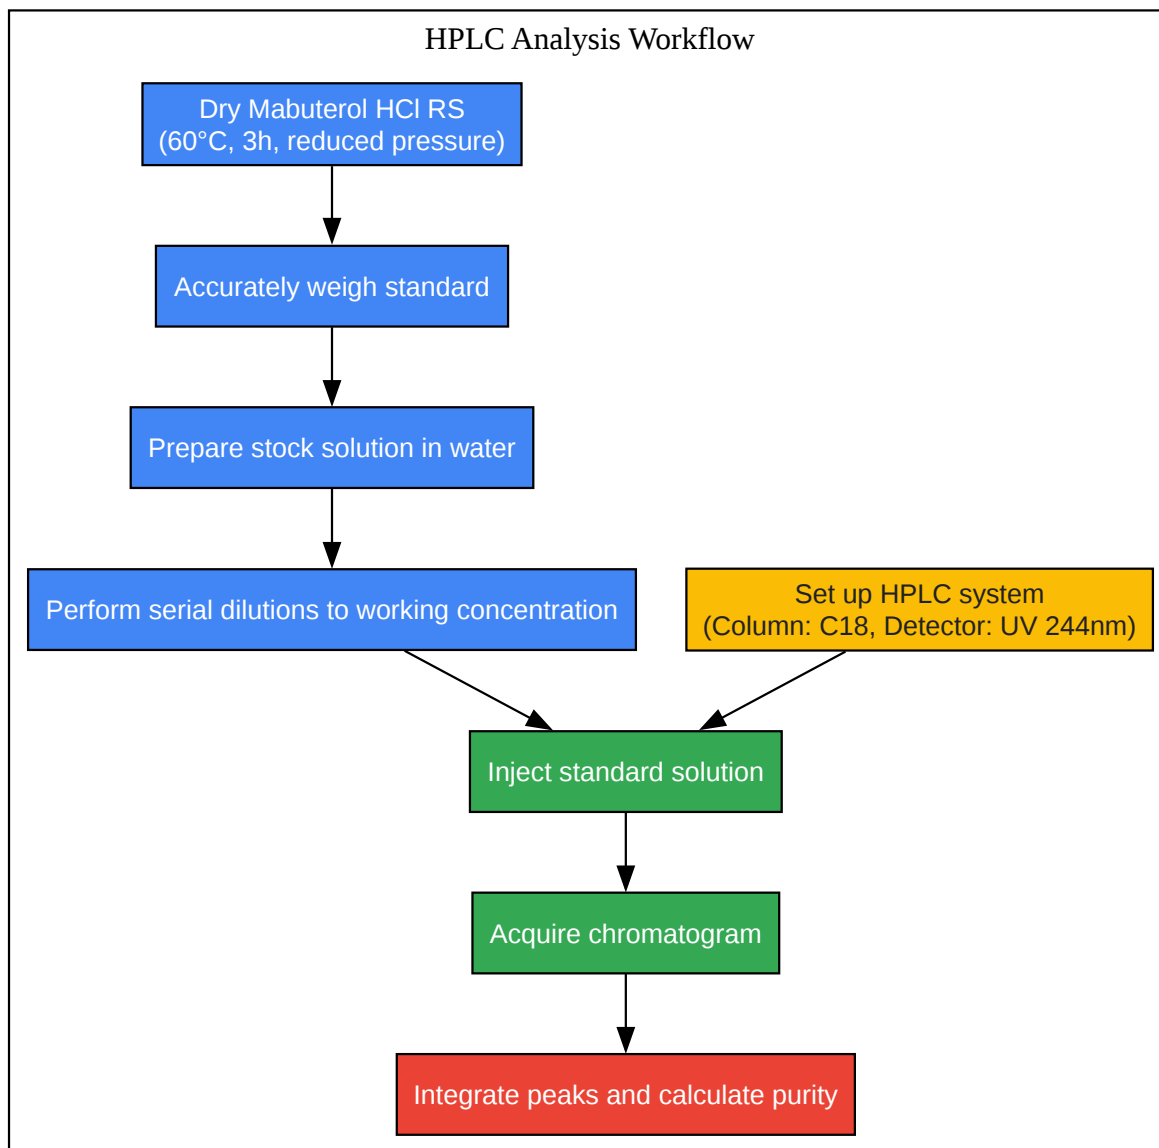 HPLC Analysis Workflow
Dry Mabuterol HCl RS
(60°C, 3h, reduced pressure)
Accurately weigh standard
Prepare stock solution in water
Perform serial dilutions to working concentration
Set up HPLC system
(Column: C18, Detector: UV 244nm)
Inject standard solution
Acquire chromatogram
Integrate peaks and calculate purity